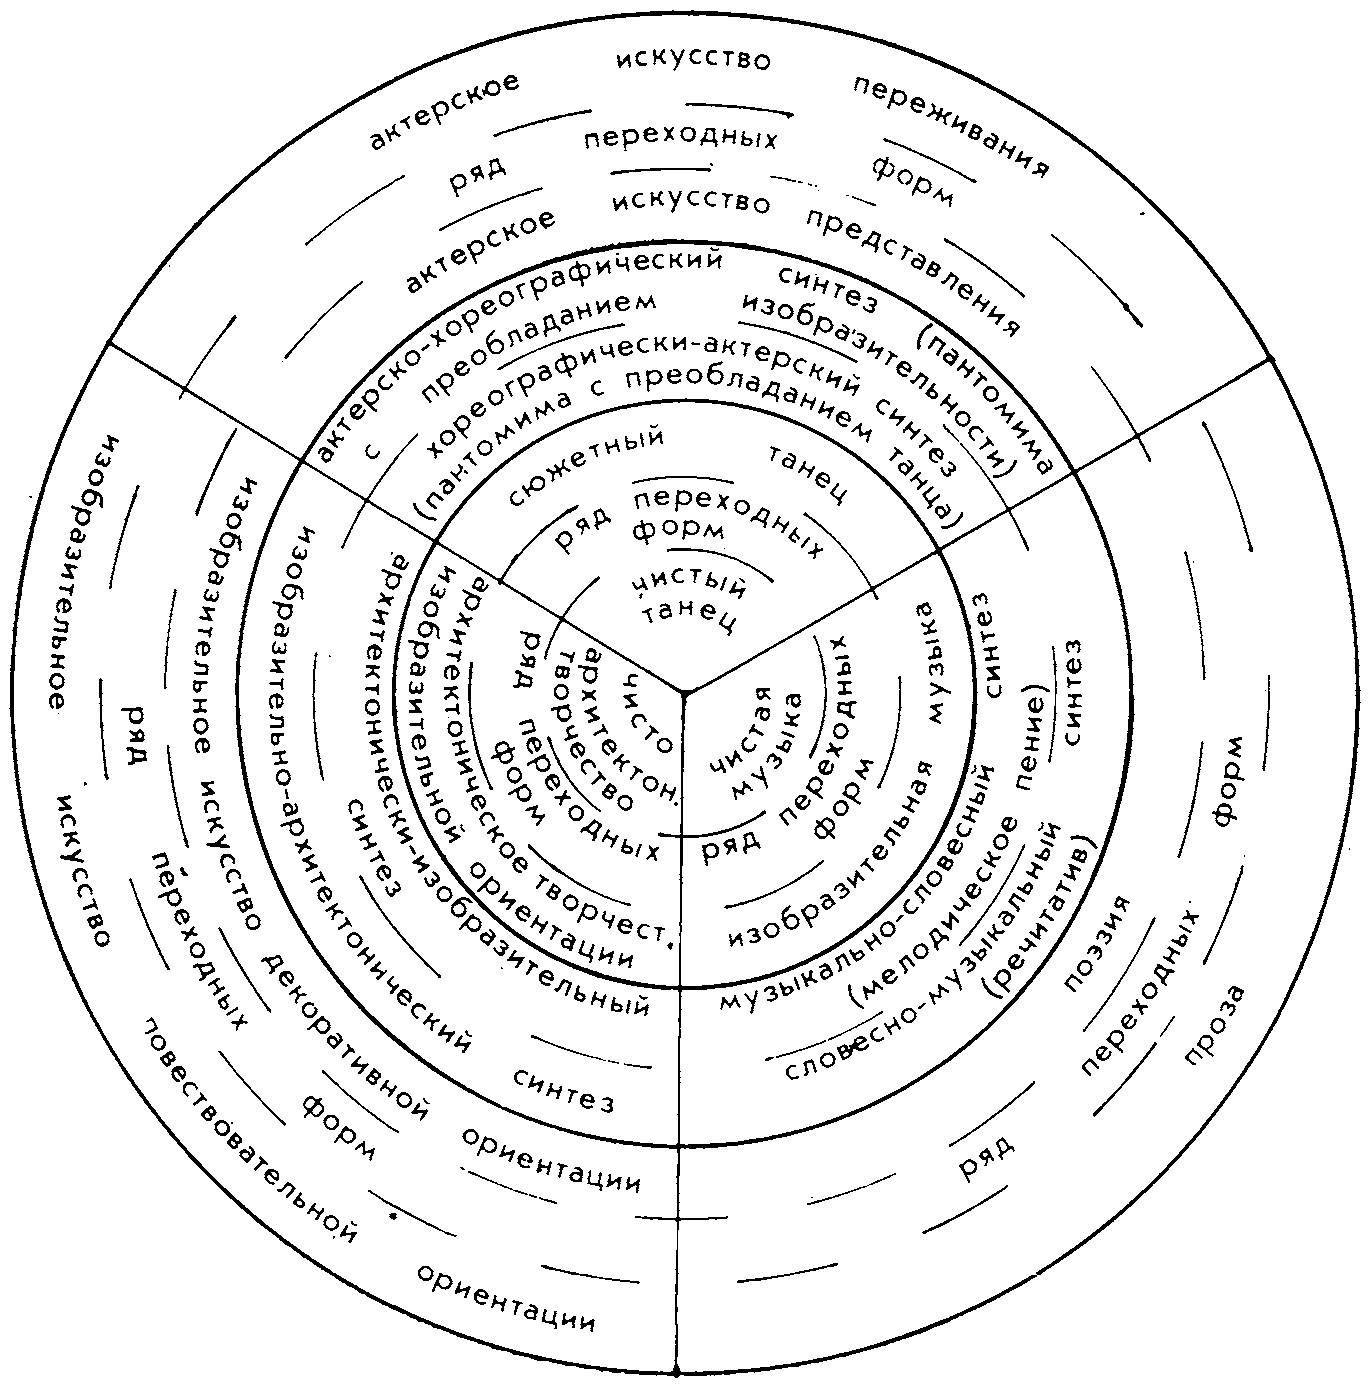 актерское искусство переживания
ряд переходных форм
актерское искусство представления
актерско-хореографический синтез (пантомима
с преобладанием изобразительности)
хореографически-актерский синтез
(пантомима с преобладанием танца)
сюжетный танец
ряд переходных
форм
чистый
танец
изобразительное искусство повествовательной ориентации
ряд переходных форм
изобразительное искусство декоративной ориентации
изобразительно-архитектонический синтез
архитектонически-изобразительный
синтез
архитектоническое творчест.
изобразительной ориентации
ряд переходных
форм
чисто
архитектон.
творчество
чистая
музыка
ряд переходных
форм
изобразительная музыка
музыкально-словесный синтез
(мелодическое пение)
словесно-музыкальный синтез
(речитатив)
поэзия
ряд переходных форм
проза